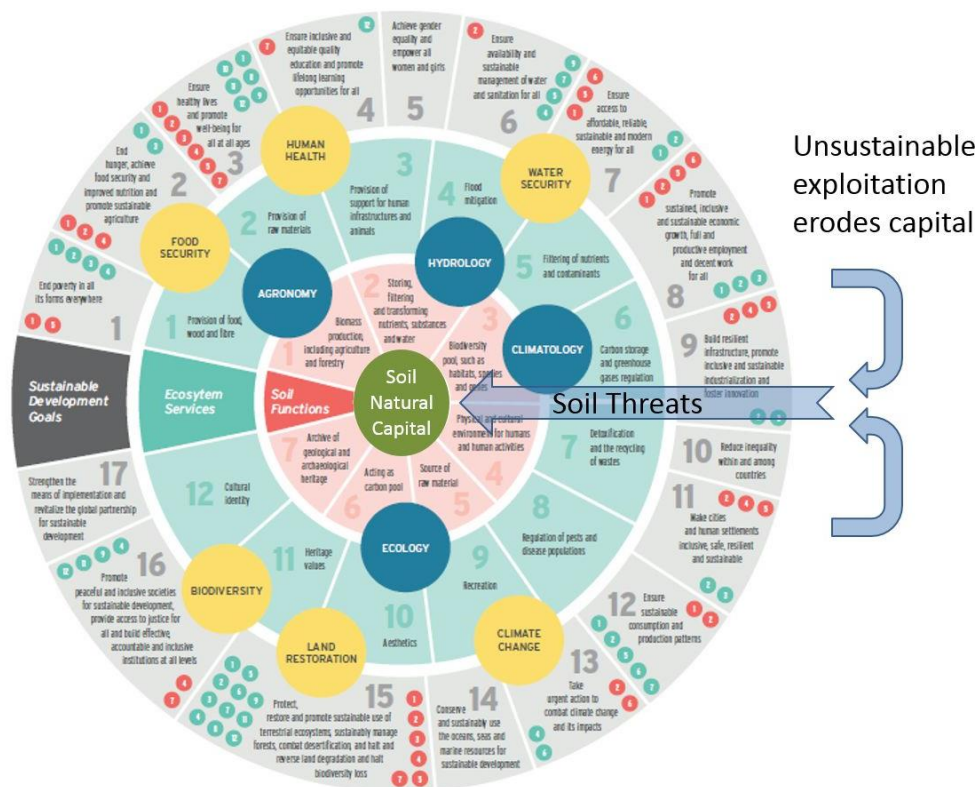 Unsustainable
exploitation
erodes capital
Soil Threats
Soil
Natural
Capital
Sustainable
Development
Goals
Ecosytem
Services
Soil
Functions
1
End poverty in all
its forms everywhere
2
End
hunger, achieve
food security and
improved nutrition and
promote sustainable
agriculture
3
Ensure
healthy lives
and promote
well-being for
all at all ages
4
Ensure inclusive and
equitable quality
education and promote
lifelong learning
opportunities for all
5
Achieve gender
equality and
empower all
women and girls
6
Ensure
availability and
sustainable
management of water
and sanitation for all
7
Ensure
access to
affordable, reliable,
sustainable and modern
energy for all
8
Promote
sustained, inclusive
and sustainable economic
growth, full and
productive employment
and decent work
for all
9
Build resilient
infrastructure, promote
inclusive and sustainable
industrialization and
foster innovation
10
Reduce inequality
within and among
countries
11
Make cities
and human settlements
inclusive, safe, resilient
and sustainable
12
Ensure
sustainable
consumption and
production patterns
13
Take
urgent action to
combat climate change
and its impacts
14
Conserve
and sustainably use
the oceans, seas and
marine resources for
sustainable development
15
Protect,
restore and promote sustainable use of
terrestrial ecosystems, sustainably manage
forests, combat desertification, and halt and
reverse land degradation and halt
biodiversity loss
16
Promote
peaceful and inclusive societies
for sustainable development,
provide access to justice for
all and build effective,
accountable and inclusive
institutions at all levels
17
Strengthen the
means of implementation and
revitalize the global partnership
for sustainable
development
FOOD
SECURITY
HUMAN
HEALTH
WATER
SECURITY
CLIMATE
CHANGE
LAND
RESTORATION
BIODIVERSITY
AGRONOMY
HYDROLOGY
CLIMATOLOGY
ECOLOGY
1
Provision of food,
wood and fibre
2
Provision of
raw materials
3
Provision of
support for human
infrastructures and
animals
4
Flood
mitigation
5
Filtering of nutrients
and contaminants
6
Carbon storage
and greenhouse
gases regulation
7
Detoxification
and the recycling
of wastes
8
Regulation of pests and
disease populations
9
Recreation
10
Aesthetics
11
Heritage
values
12
Cultural
identity
1
Biomass
production,
including agriculture
and forestry
2
Storing,
filtering
and transforming
nutrients, substances
and water
3
Biodiversity
pool, such as
habitats, species
and genes
4
Physical and cultural
environment for humans
and human activities
5
Source of
raw material
6
Acting as
carbon pool
7
Archive of
geological and
archaeological
heritage